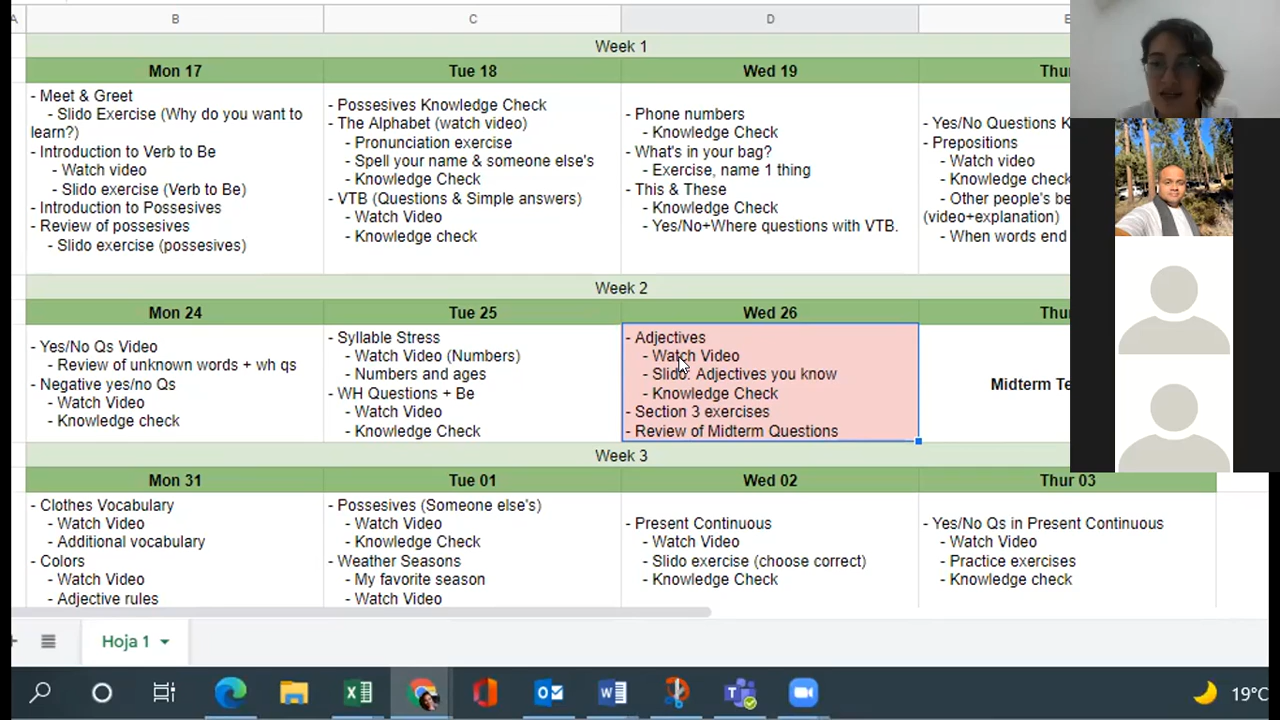 A B C D E
Week 1
Mon 17 Tue 18 Wed 19 Thu
- Meet & Greet
- Slido Exercise (Why do you want to
learn?)
- Introduction to Verb to Be
- Watch video
- Slido exercise (Verb to Be)
- Introduction to Possesives
- Review of possesives
- Slido exercise (possesives)
- Possesives Knowledge Check
- The Alphabet (watch video)
- Pronunciation exercise
- Spell your name & someone else's
- Knowledge Check
- VTB (Questions & Simple answers)
- Watch Video
- Knowledge check
- Phone numbers
- Knowledge Check
- What's in your bag?
- Exercise, name 1 thing
- This & These
- Knowledge Check
- Yes/No+Where questions with VTB.
- Yes/No Questions K
- Prepositions
- Watch video
- Knowledge check
- Other people's be
(video+explanation)
- When words end
Week 2
Mon 24 Tue 25 Wed 26 Thu
- Yes/No Qs Video
- Review of unknown words + wh qs
- Negative yes/no Qs
- Watch Video
- Knowledge check
- Syllable Stress
- Watch Video (Numbers)
- Numbers and ages
- WH Questions + Be
- Watch Video
- Knowledge Check
- Adjectives
- Watch Video
- Slido: Adjectives you know
- Knowledge Check
- Section 3 exercises
- Review of Midterm Questions
Midterm Te
Week 3
Mon 31 Tue 01 Wed 02 Thur 03
- Clothes Vocabulary
- Watch Video
- Additional vocabulary
- Colors
- Watch Video
- Adjective rules
- Possesives (Someone else's)
- Watch Video
- Knowledge Check
- Weather Seasons
- My favorite season
- Watch Video
- Present Continuous
- Watch Video
- Slido exercise (choose correct)
- Knowledge Check
- Yes/No Qs in Present Continuous
- Watch Video
- Practice exercises
- Knowledge check
Hoja 1
19°C